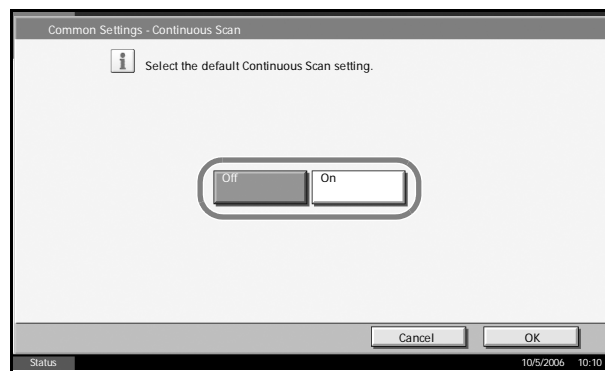 Common Settings - Continuous Scan
i Select the default Continuous Scan setting.
Off On
Cancel OK
Status 10/5/2006 10:10